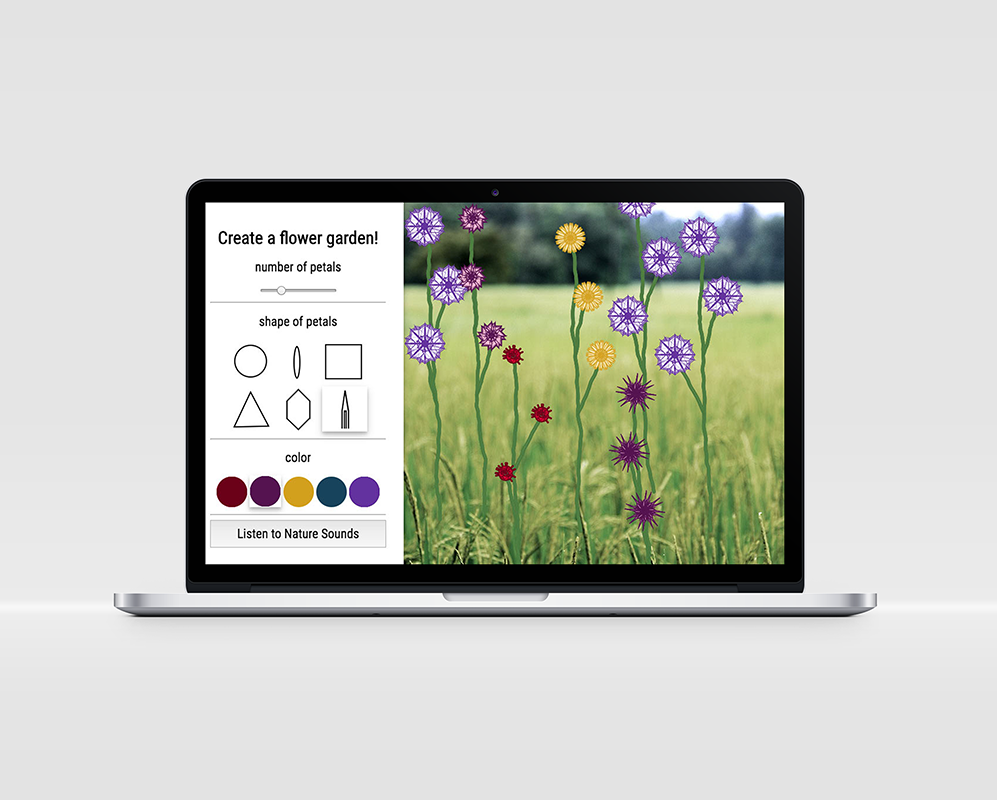 Create a flower garden!
number of petals
shape of petals
color
Listen to Nature Sounds